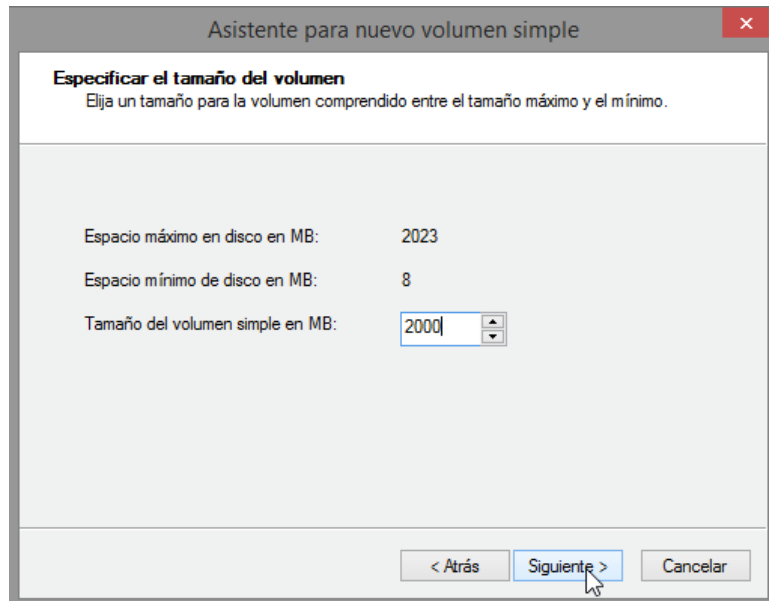 Asistente para nuevo volumen simple
Especificar el tamaño del volumen
Elija un tamaño para la volumen comprendido entre el tamaño máximo y el mínimo.
Espacio máximo en disco en MB: 2023
Espacio mínimo de disco en MB: 8
Tamaño del volumen simple en MB: 2000
< Atrás Siguiente > Cancelar